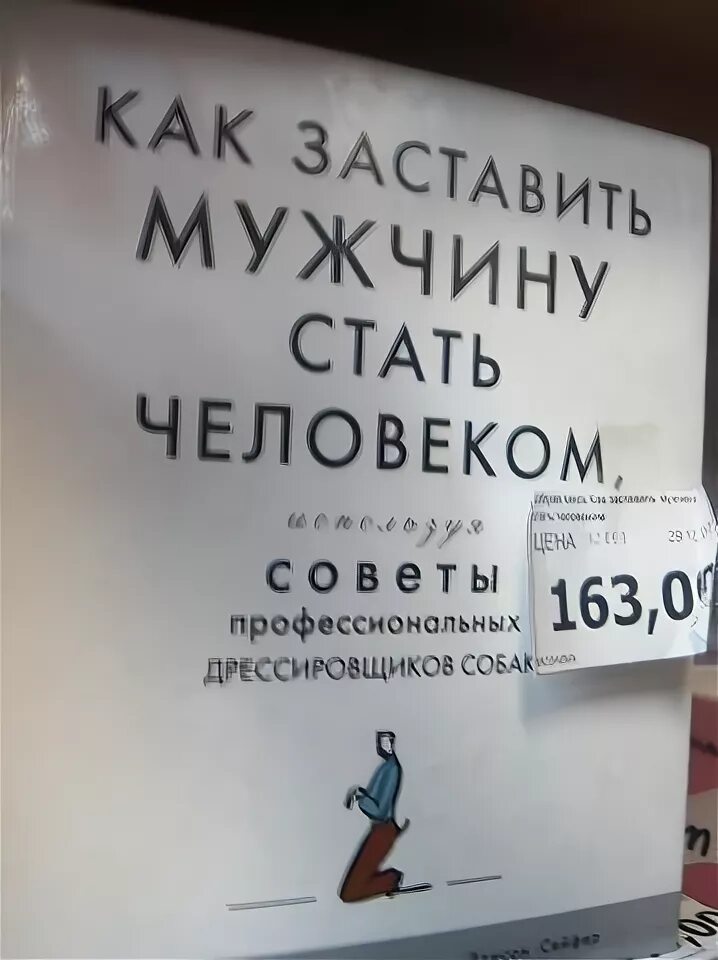 КАК ЗАСТАВИТЬ
МУЖЧИНУ
СТАТЬ
ЧЕЛОВЕКОМ,
используя
советы
профессиональных
ДРЕССИРОВЩИКОВ СОБАК
ЦЕНА
163,0